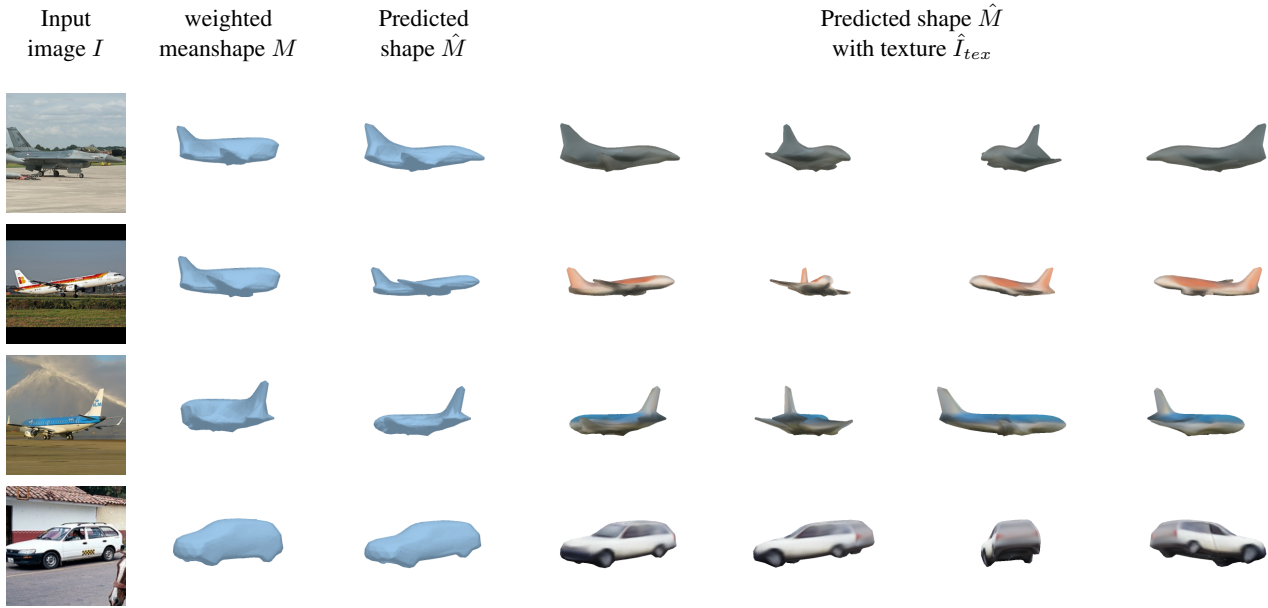 Input
image I
weighted
meanshape M
Predicted
shape M̂
Predicted shape M̂
with texture Î_tex